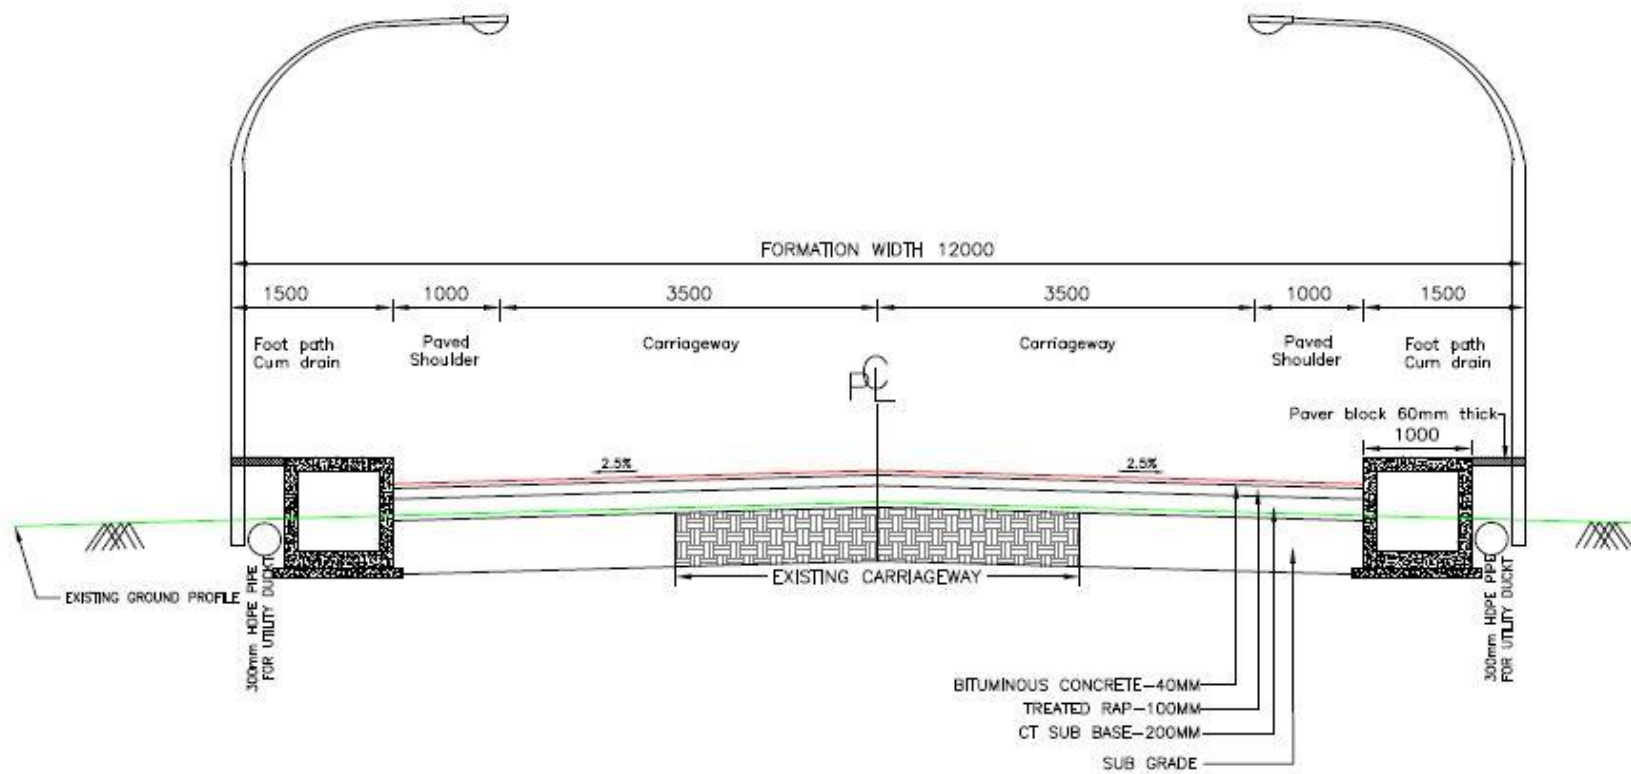 FORMATION WIDTH 12000
1500
1000
3500
3500
1000
1500
Foot path
Cum drain
Paved
Shoulder
Carriageway
Carriageway
Paved
Shoulder
Foot path
Cum drain
P
CL
Paver block 60mm thick
1000
2.5%
2.5%
EXISTING CARRIAGEWAY
EXISTING GROUND PROFILE
300mm HDPE PIPE
FOR UTILITY DUCKT
300mm HDPE PIPE
FOR UTILITY DUCKT
BITUMINOUS CONCRETE-40MM
TREATED RAP-100MM
CT SUB BASE-200MM
SUB GRADE